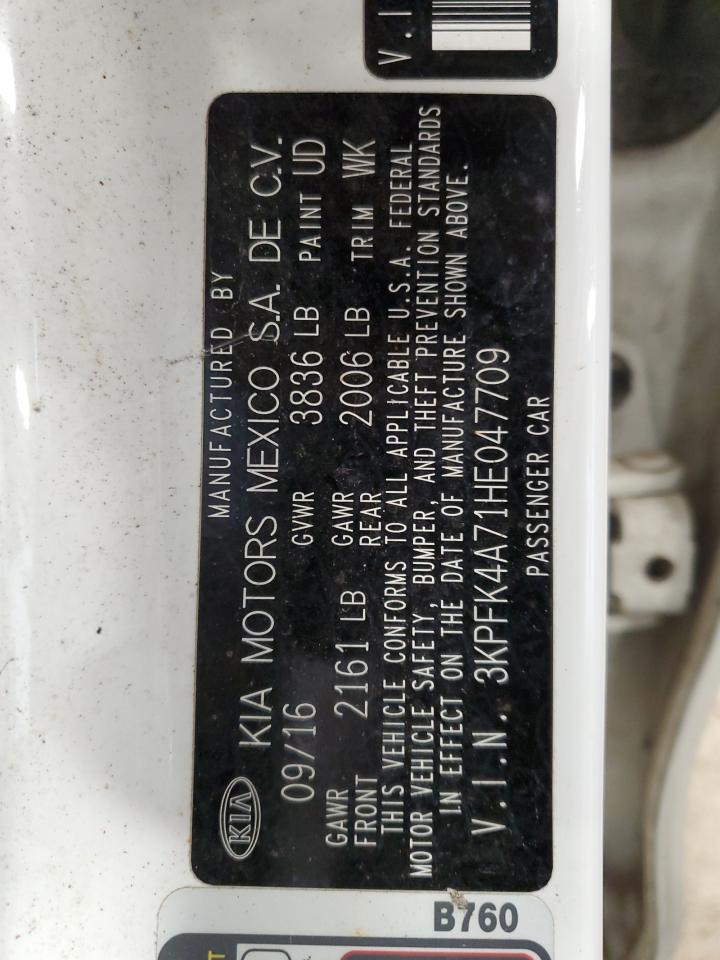 V.I
MANUFACTURED BY
KIA MOTORS MEXICO S.A. DE C.V.
KIA 09/16 GVWR 3836 LB PAINT UD
GAWR FRONT 2161 LB GAWR REAR 2006 LB TRIM WK
THIS VEHICLE CONFORMS TO ALL APPLICABLE U.S.A. FEDERAL
MOTOR VEHICLE SAFETY, BUMPER, AND THEFT PREVENTION STANDARDS
IN EFFECT ON THE DATE OF MANUFACTURE SHOWN ABOVE.
V.I.N. 3KPFK4A71HE047709
PASSENGER CAR
B760